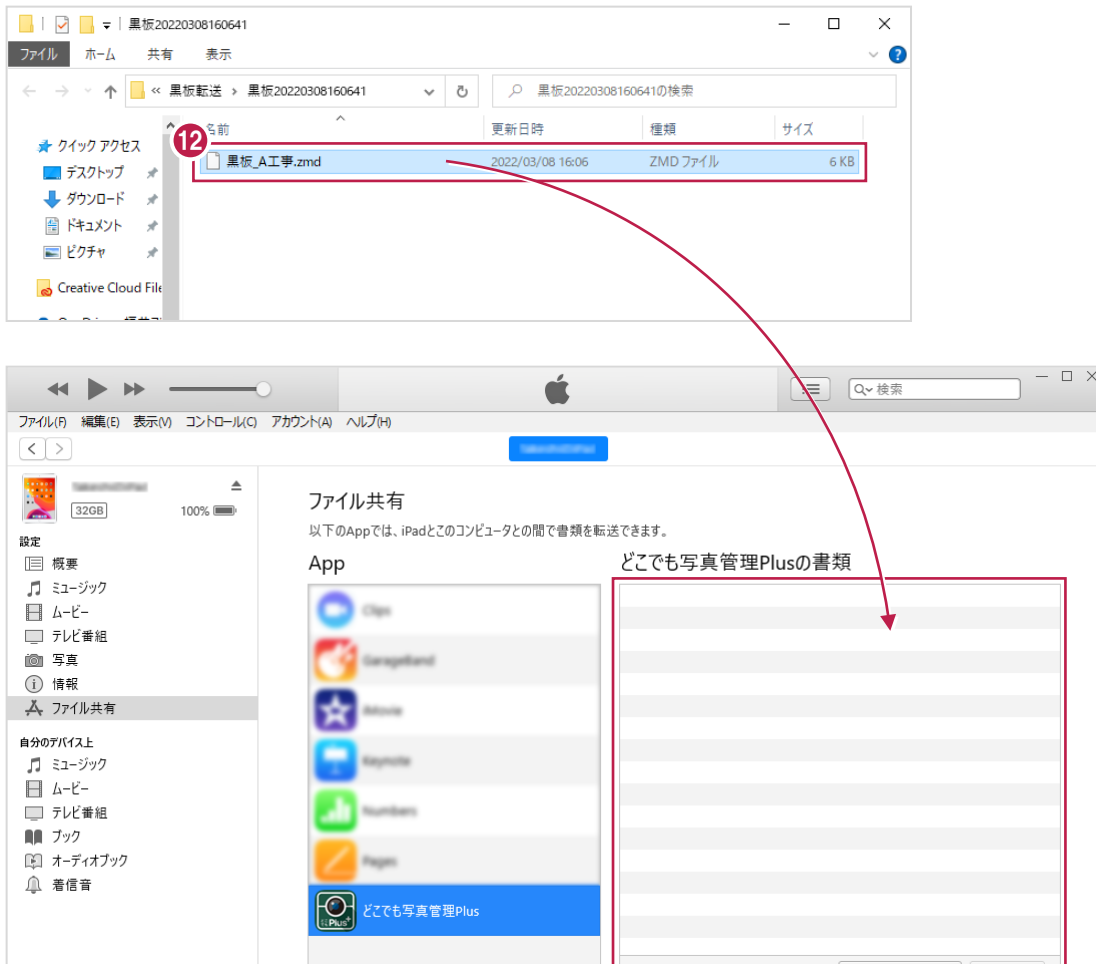 黒板20220308160641
ファイル ホーム 共有 表示
« 黒板転送 › 黒板20220308160641 黒板20220308160641の検索
名前 更新日時 種類 サイズ
12
クイック アクセス
黒板_A工事.zmd 2022/03/08 16:06 ZMD ファイル 6 KB
デスクトップ
ダウンロード
ドキュメント
ピクチャ
Creative Cloud File
検索
ファイル(F) 編集(E) 表示(V) コントロール(C) アカウント(A) ヘルプ(H)
32GB 100%
設定
概要
ミュージック
ムービー
テレビ番組
写真
情報
ファイル共有
自分のデバイス上
ミュージック
ムービー
テレビ番組
ブック
オーディオブック
着信音
ファイル共有
以下のAppでは、iPadとこのコンピュータとの間で書類を転送できます。
App
Clips
GarageBand
iMovie
Keynote
Numbers
Pages
どこでも写真管理Plus
どこでも写真管理Plusの書類